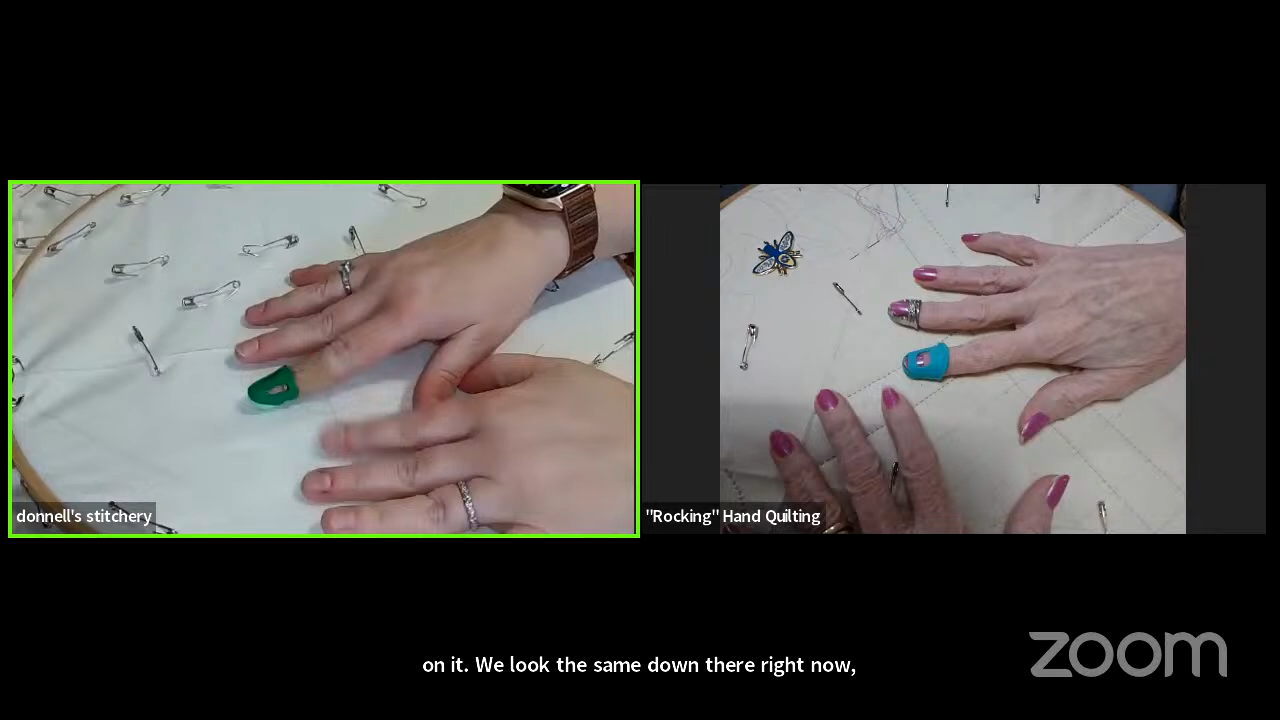 donnell's stitchery
"Rocking" Hand Quilting
on it. We look the same down there right now,
zoom